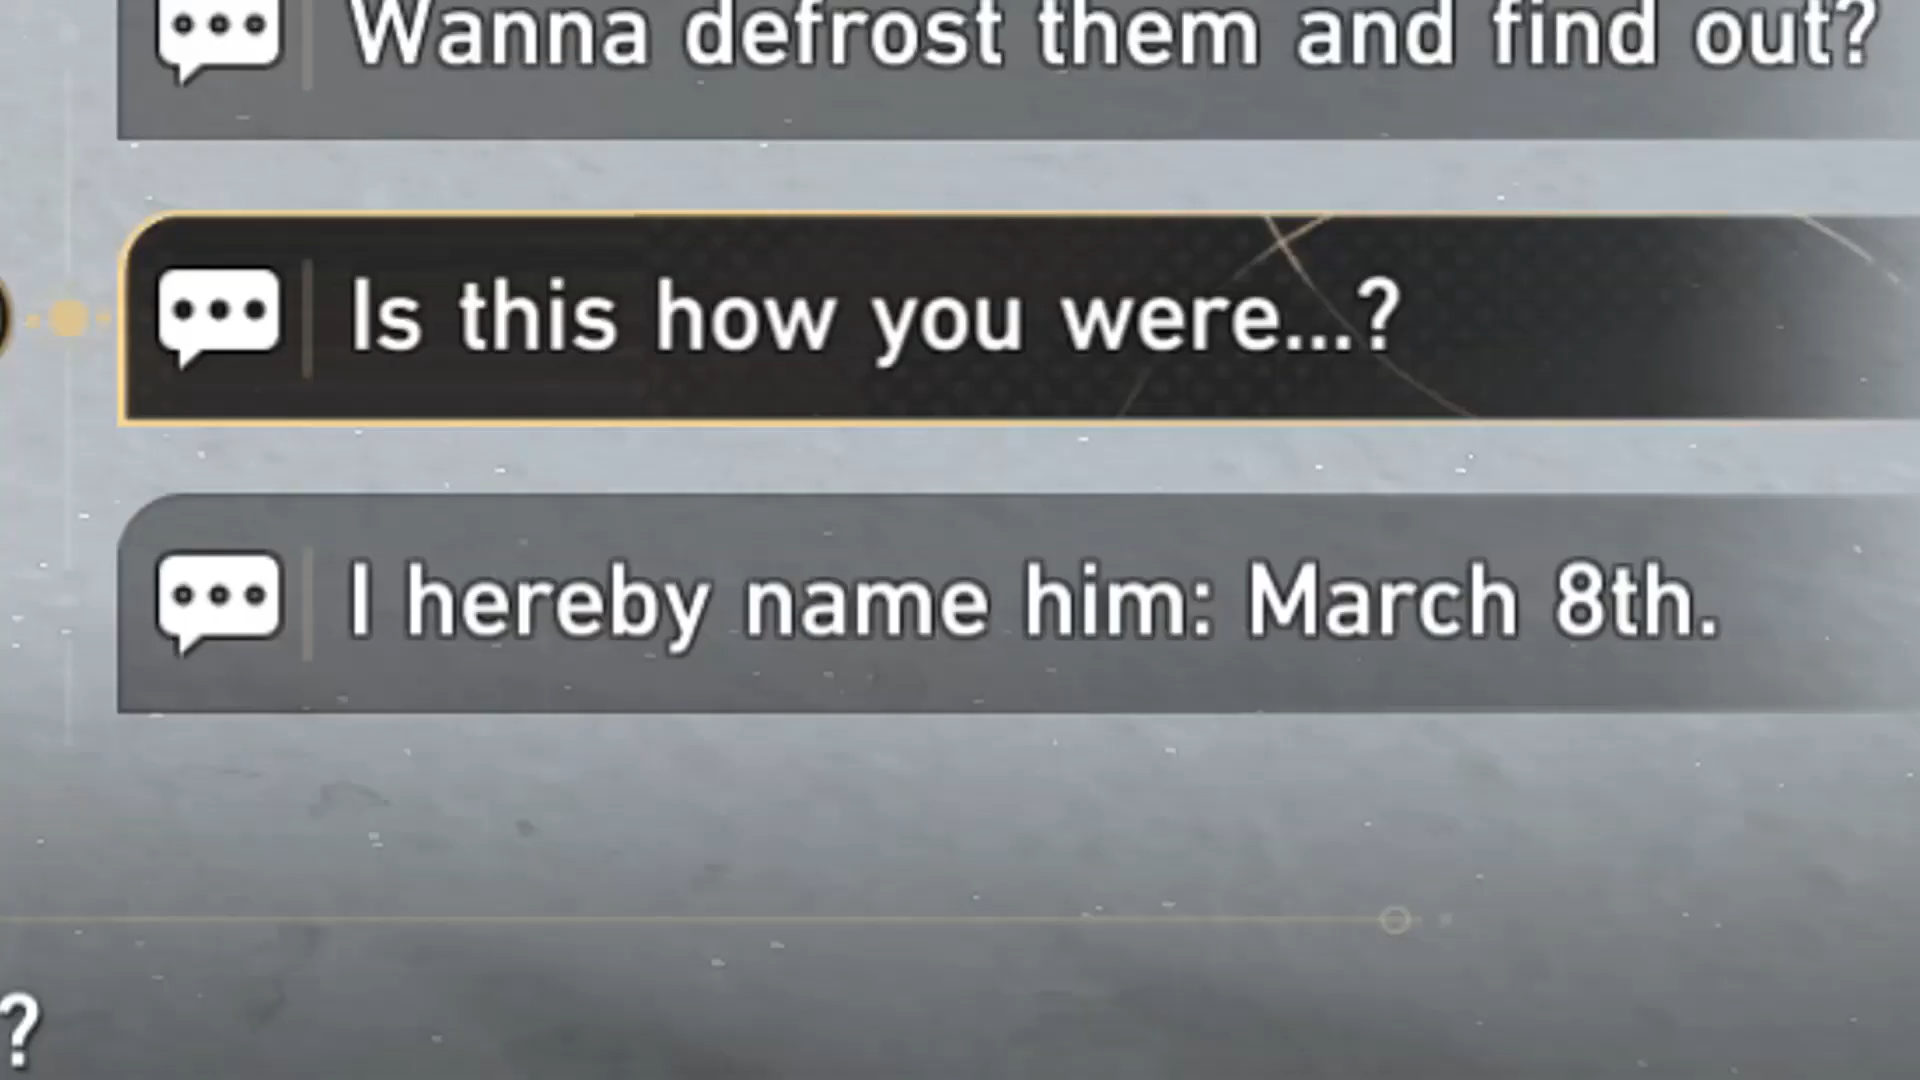 Wanna defrost them and find out?
Is this how you were...?
I hereby name him: March 8th.
?